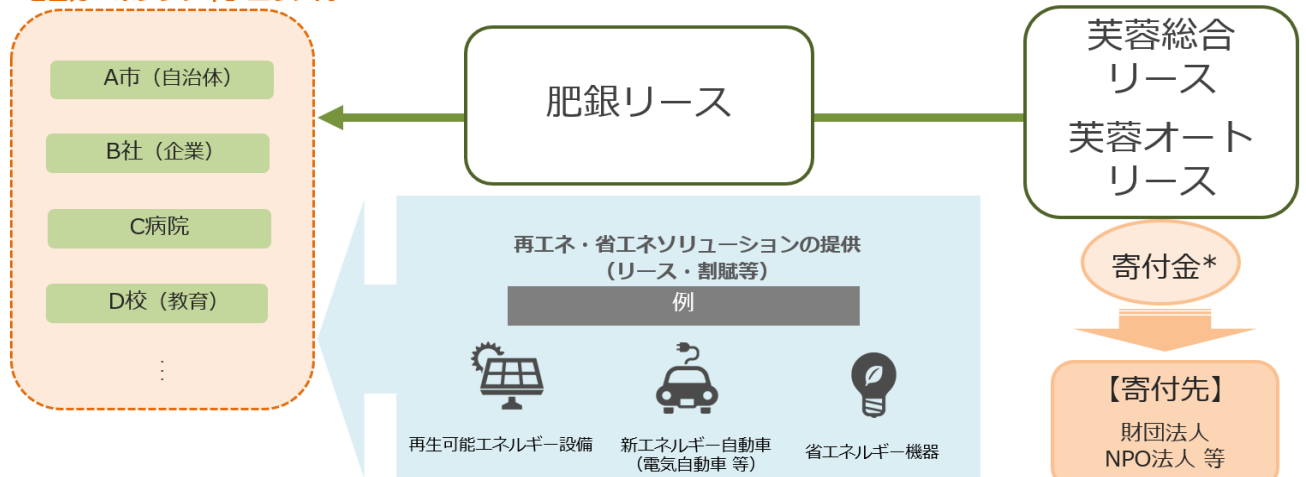 A市（自治体）
B社（企業）
C病院
D校（教育）
⋮
肥銀リース
芙蓉総合
リース
芙蓉オート
リース
再エネ・省エネソリューションの提供
（リース・割賦等）
例
再生可能エネルギー設備
新エネルギー自動車
（電気自動車 等）
省エネルギー機器
寄付金*
【寄付先】
財団法人
NPO法人 等